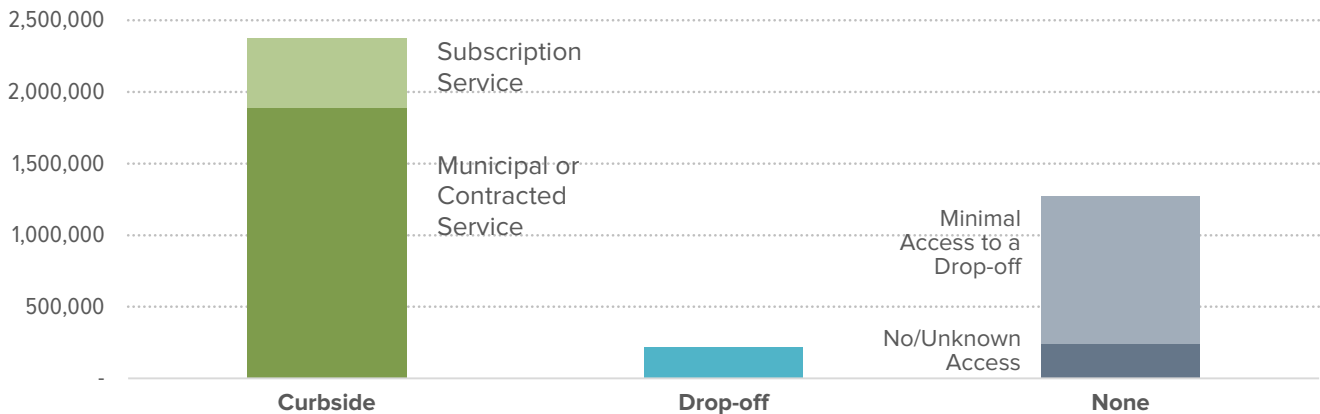 2,500,000
Subscription
Service
2,000,000
1,500,000
Municipal or
Contracted
Service
1,000,000
Minimal
Access to a
Drop-off
500,000
No/Unknown
Access
-
Curbside
Drop-off
None